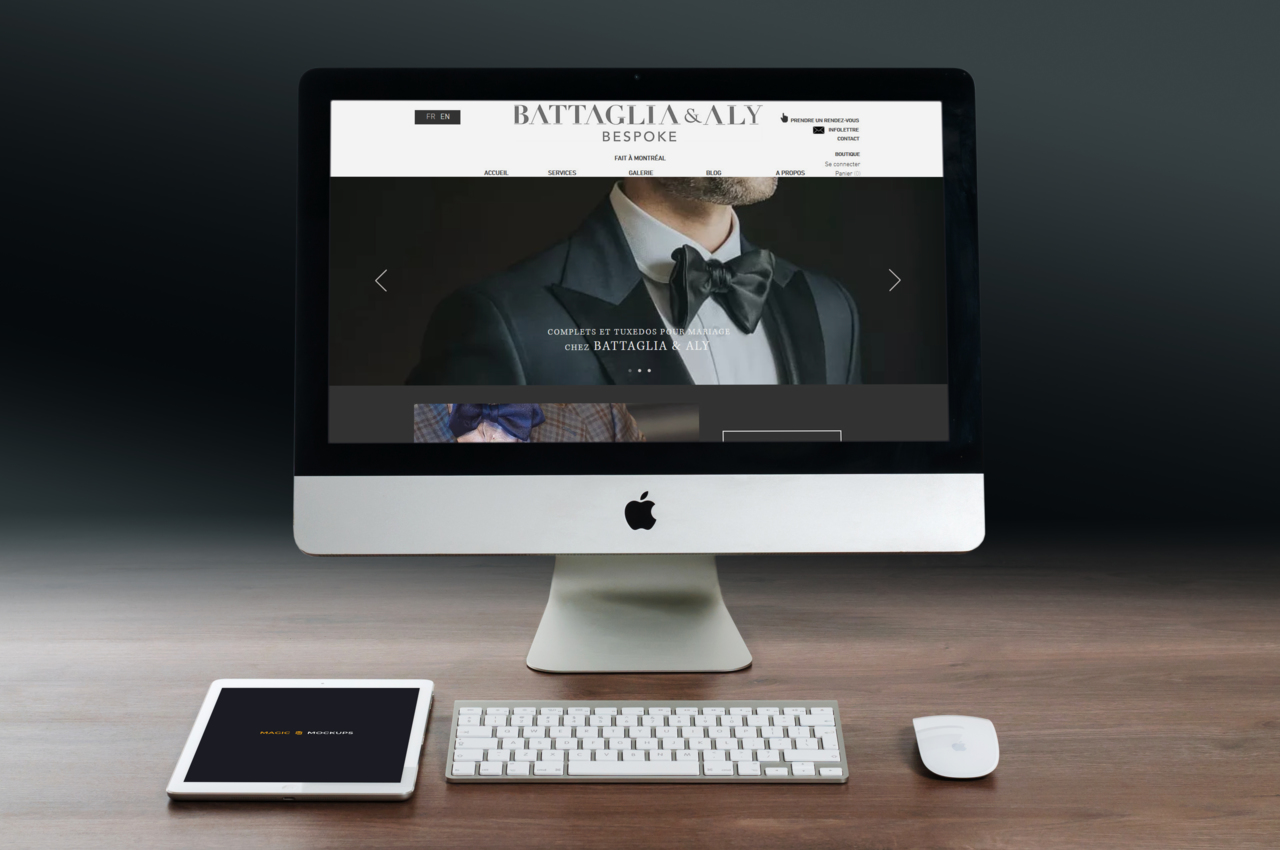 FR EN
BATTAGLIA & ALY
BESPOKE
FAIT À MONTRÉAL
PRENDRE UN RENDEZ-VOUS
INFOLETTRE
CONTACT
BOUTIQUE
Se connecter
Panier
ACCUEIL SERVICES GALERIE BLOG A PROPOS
COMPLETS ET TUXEDOS POUR MARIAGE
CHEZ BATTAGLIA & ALY
MAGIC MOCKUPS